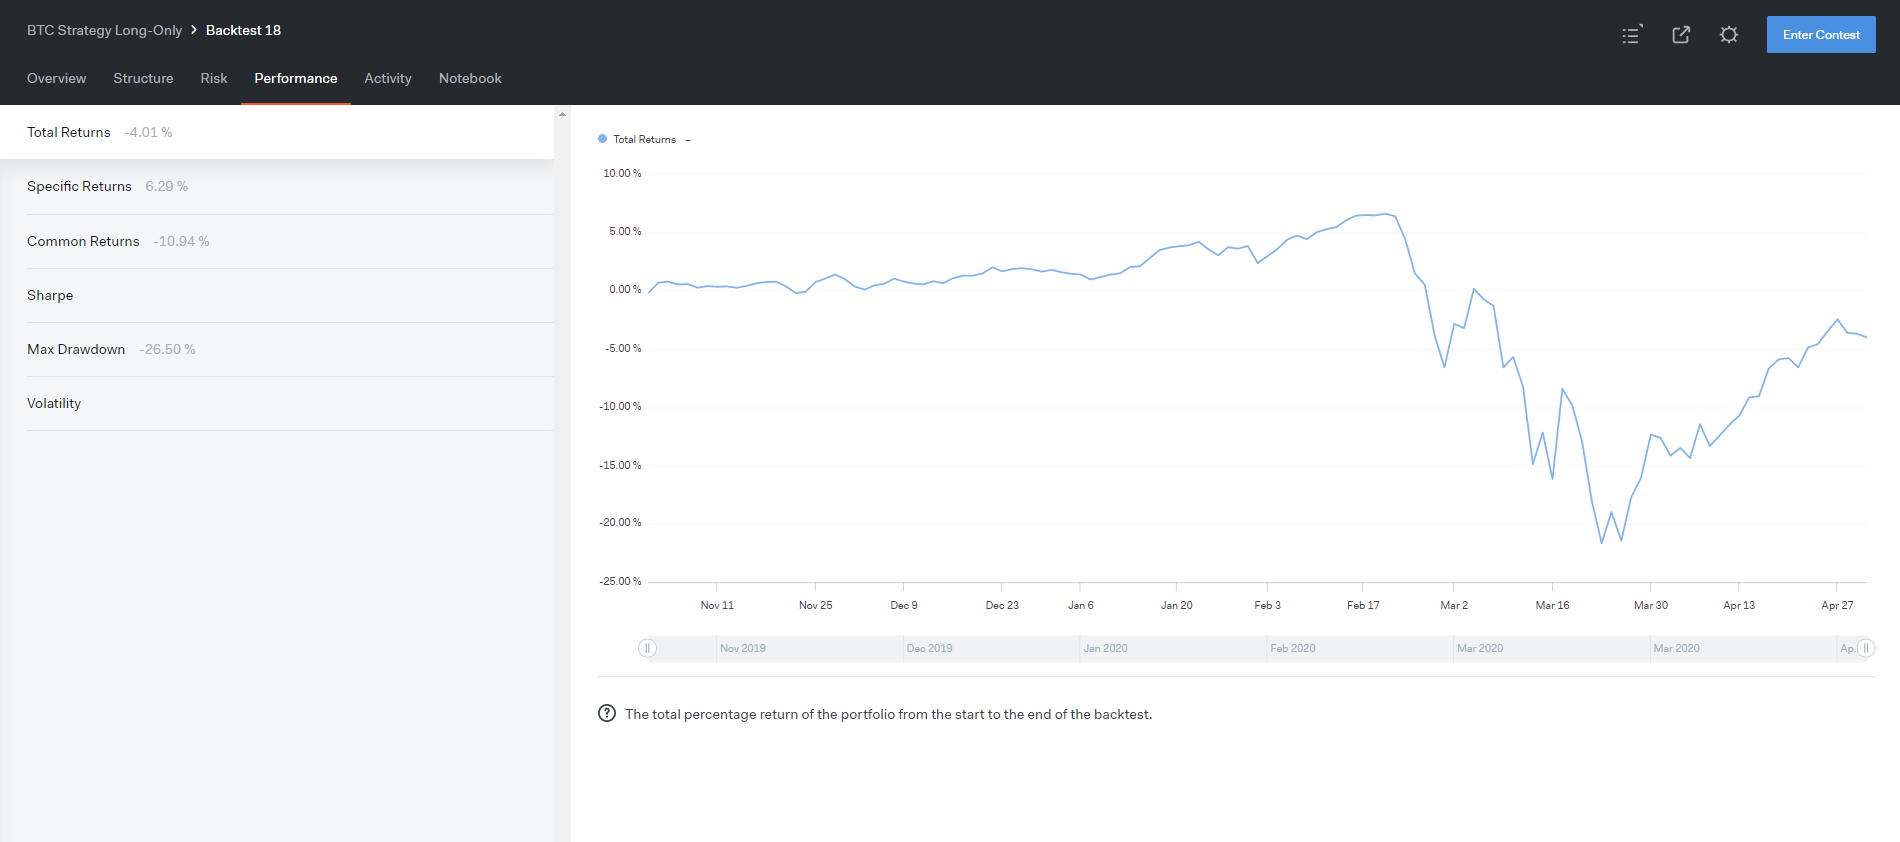 BTC Strategy Long-Only > Backtest 18
Enter Contest
Overview Structure Risk Performance Activity Notebook
Total Returns -4.01 %
Specific Returns 6.29 %
Common Returns -10.94 %
Sharpe
Max Drawdown -26.50 %
Volatility
Total Returns –
10.00 %
5.00 %
0.00 %
-5.00 %
-10.00 %
-15.00 %
-20.00 %
-25.00 %
Nov 11 Nov 25 Dec 9 Dec 23 Jan 6 Jan 20 Feb 3 Feb 17 Mar 2 Mar 16 Mar 30 Apr 13 Apr 27
Nov 2019 Dec 2019 Jan 2020 Feb 2020 Mar 2020 Mar 2020 Ap..
? The total percentage return of the portfolio from the start to the end of the backtest.